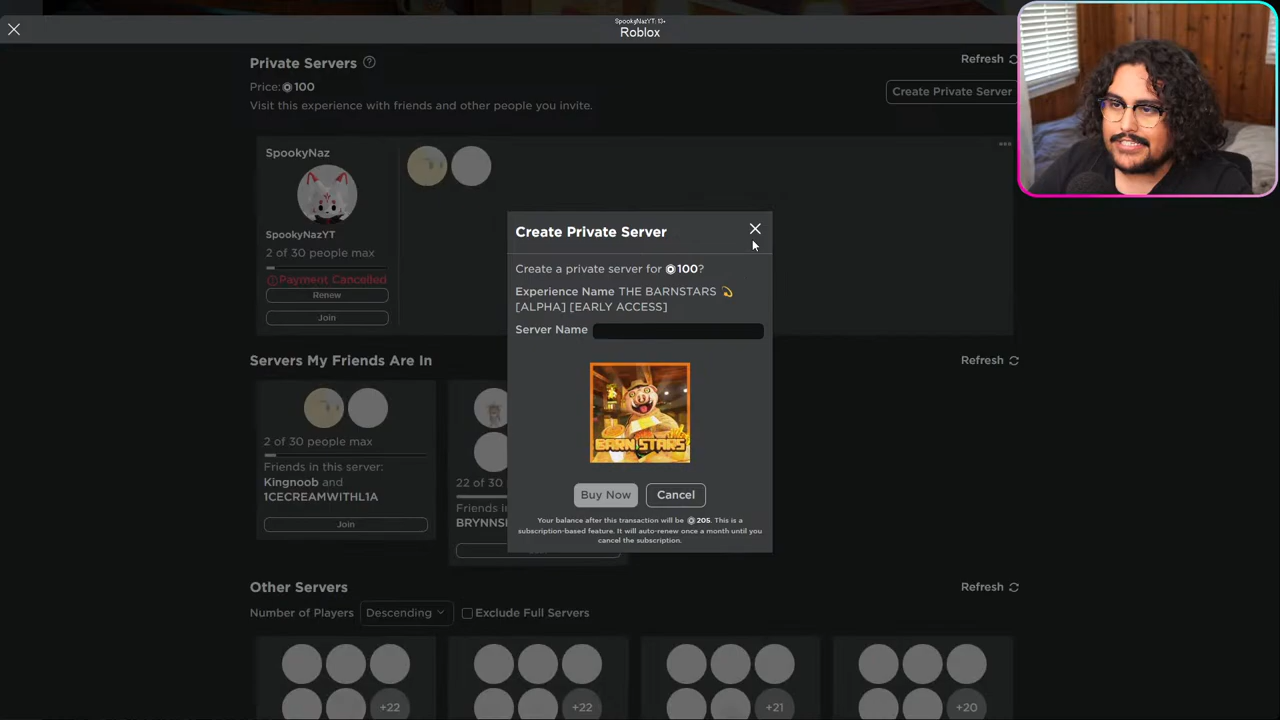 SpookyNazYT: 13+
Roblox
Private Servers
Refresh
Price: 100
Create Private Server
Visit this experience with friends and other people you invite.
SpookyNaz
SpookyNazYT
2 of 30 people max
Payment Cancelled
Renew
Join
Create Private Server
Create a private server for 100?
Experience Name THE BARNSTARS 💫
[ALPHA] [EARLY ACCESS]
Server Name
BARN STARS
Buy Now
Cancel
Your balance after this transaction will be 205. This is a
subscription-based feature. It will auto-renew once a month until you
cancel the subscription.
Servers My Friends Are In
Refresh
2 of 30 people max
Friends in this server:
Kingnoob and
1CECREAMWITHL1A
Join
22 of 30
Friends in
Other Servers
Refresh
Number of Players
Descending
Exclude Full Servers
+22
+22
+21
+20